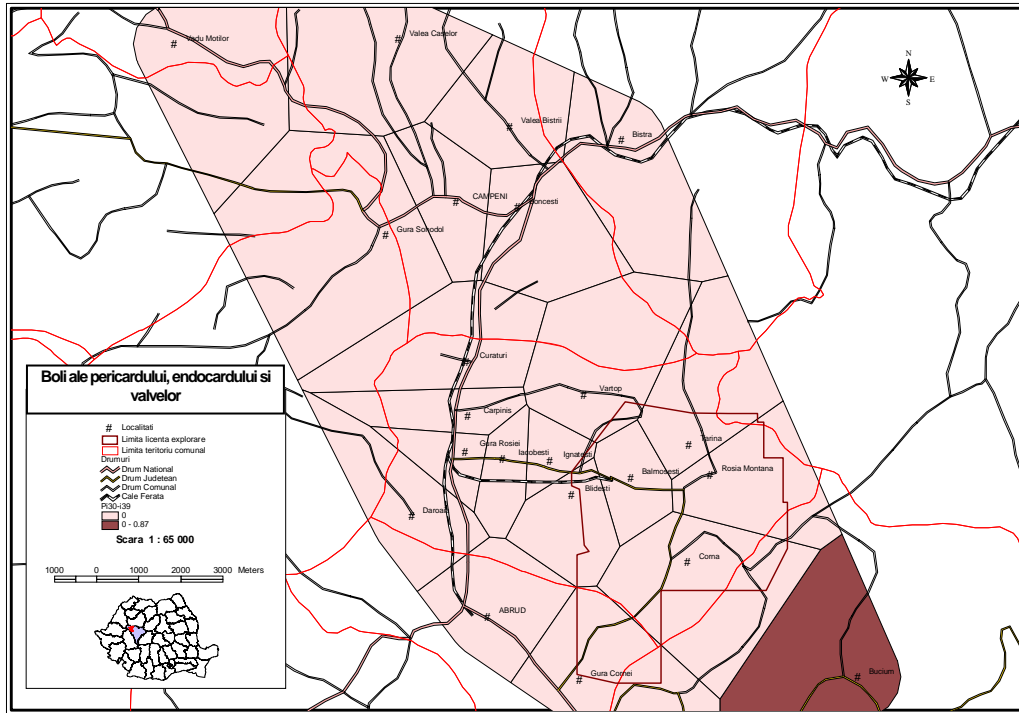 Vadu Motilor
Valea Caselor
N
W E
S
Valea Bistrii
Bistra
CAMPENI
Boncesti
Gura Sohodol
Curaturi
Vartop
Carpinis
Tarina
Gura Rosiei
Iacobesti
Ignatesti
Balmosesti
Rosia Montana
Blidesti
Daroaia
Corna
ABRUD
Gura Cornei
Bucium
Boli ale pericardului, endocardului si
valvelor
# Localitati
Limita licenta explorare
Limita teritoriu comunal
Drumuri
Drum National
Drum Judetean
Drum Comunal
Cale Ferata
Pi30-i39
0
0 - 0.87
Scara 1 : 65 000
1000 0 1000 2000 3000 Meters